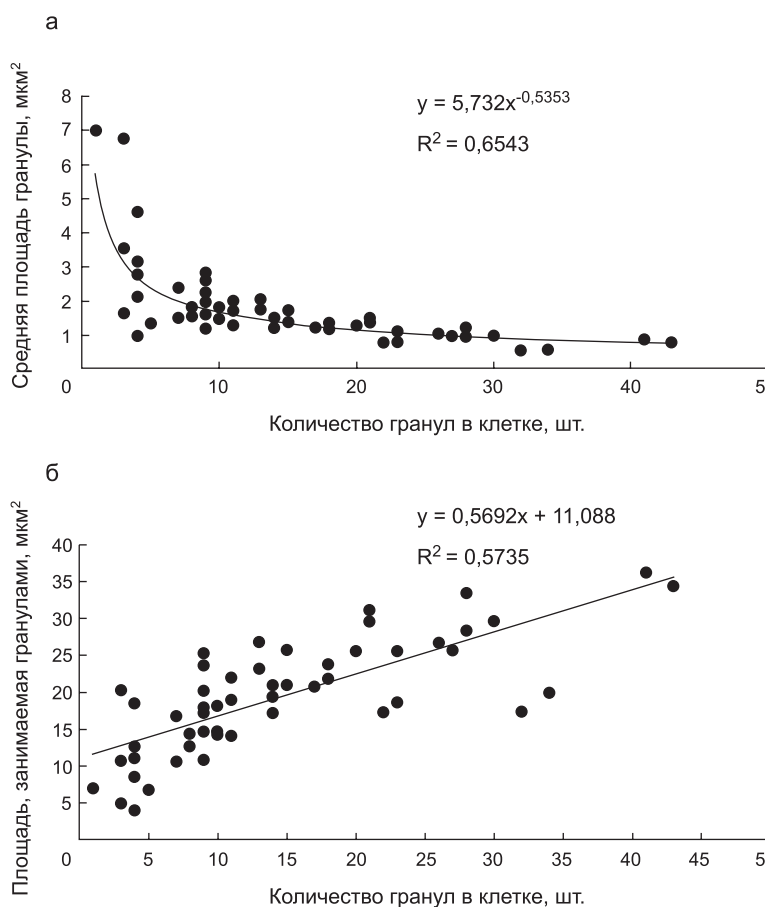 а
Средняя площадь гранулы, мкм²
8
7
6
5
4
3
2
1
0
y = 5,732x⁻⁰,⁵³⁵³
R² = 0,6543
10 20 30 40 5
Количество гранул в клетке, шт.
б
Площадь, занимаемая гранулами, мкм²
40
35
30
25
20
15
10
5
0
y = 0,5692x + 11,088
R² = 0,5735
5 10 15 20 25 30 35 40 45 5
Количество гранул в клетке, шт.